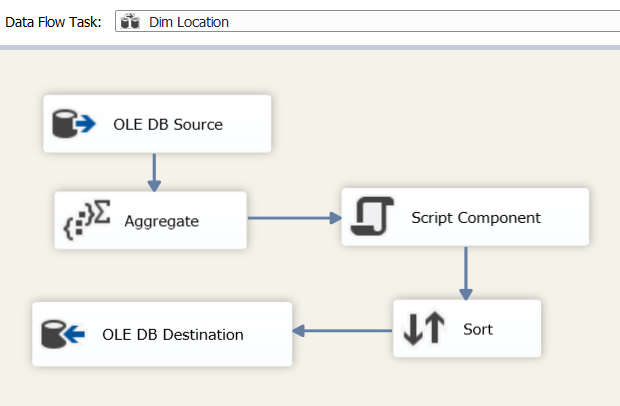 Data Flow Task: Dim Location
OLE DB Source
Aggregate
Script Component
OLE DB Destination
Sort